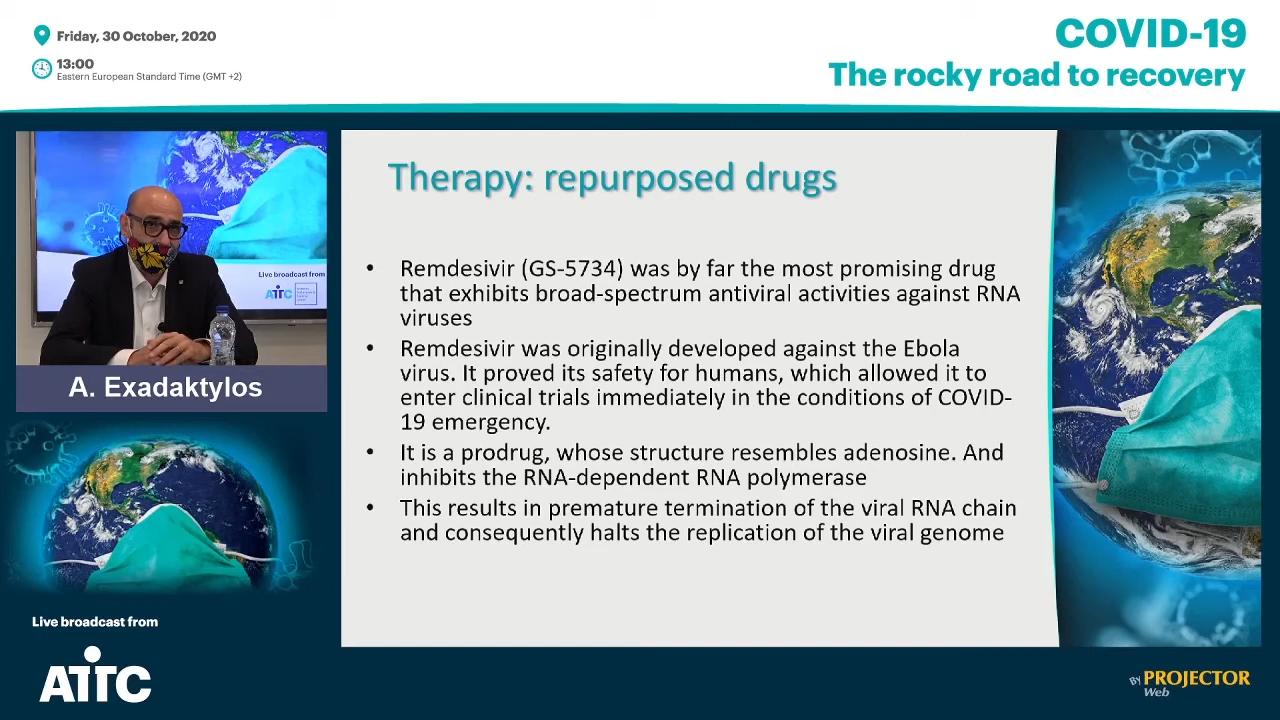 Friday, 30 October, 2020
13:00
Eastern European Standard Time (GMT +2)
COVID-19
The rocky road to recovery
Live broadcast from
AITC
A. Exadaktylos
Therapy: repurposed drugs
• Remdesivir (GS-5734) was by far the most promising drug
that exhibits broad-spectrum antiviral activities against RNA
viruses
• Remdesivir was originally developed against the Ebola
virus. It proved its safety for humans, which allowed it to
enter clinical trials immediately in the conditions of COVID-
19 emergency.
• It is a prodrug, whose structure resembles adenosine. And
inhibits the RNA-dependent RNA polymerase
• This results in premature termination of the viral RNA chain
and consequently halts the replication of the viral genome
Live broadcast from
AITC
By PROJECTOR
Web